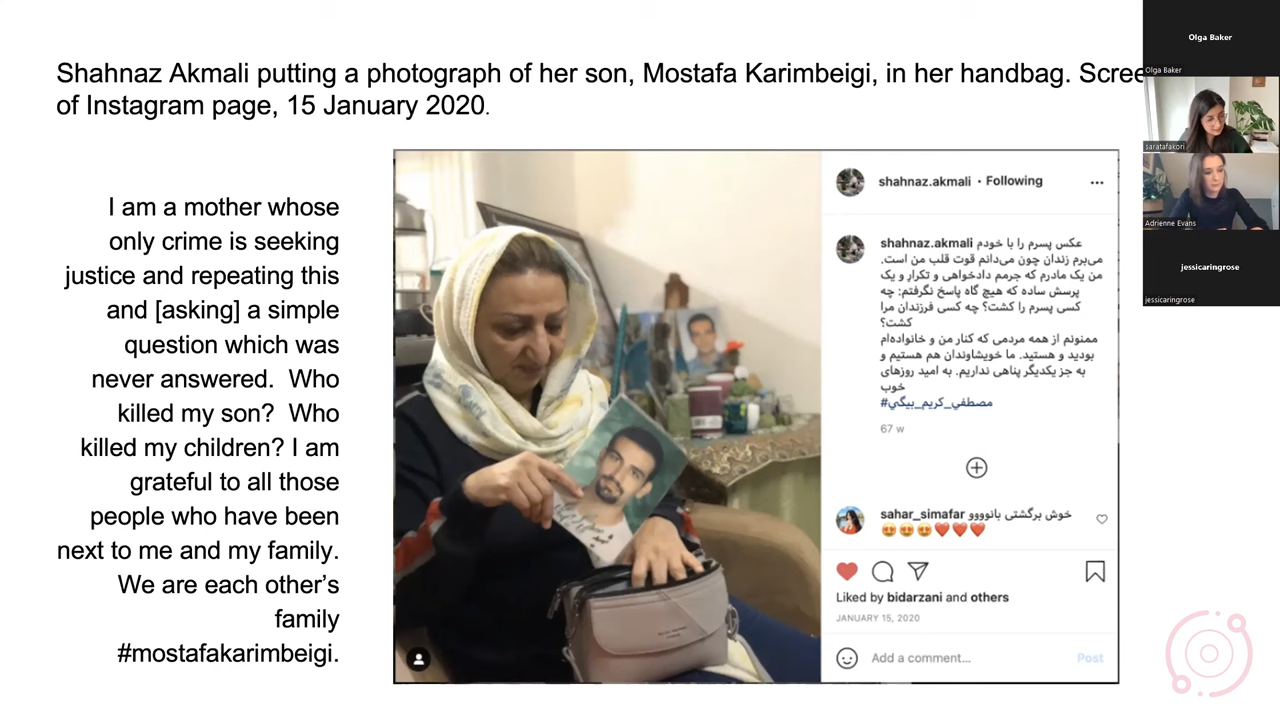 Shahnaz Akmali putting a photograph of her son, Mostafa Karimbeigi, in her handbag. Scree
of Instagram page, 15 January 2020.
I am a mother whose
only crime is seeking
justice and repeating this
and [asking] a simple
question which was
never answered. Who
killed my son? Who
killed my children? I am
grateful to all those
people who have been
next to me and my family.
We are each other's
family
#mostafakarimbeigi.
shahnaz.akmali • Following
shahnaz.akmali عکس پسرم را با خودم
می‌برم زندان چون می‌دانم قوت قلب من است.
من یک مادرم که جرمم دادخواهی و تکرار و یک
پرسش ساده که هیچ گاه پاسخ نگرفتم: چه
کسی پسرم را کشت؟ چه کسی فرزندان مرا
کشت؟
ممنونم از همه مردمی که کنار من و خانواده‌ام
بودید و هستید. ما خویشاوندان هم هستیم و
به جز یکدیگر پناهی نداریم. به امید روزهای
خوب
#مصطفي_كريم_بيگي
67 w
sahar_simafar خوش برگشتی بانوووو
😍😍😍❤️❤️❤️
Liked by bidarzani and others
JANUARY 15, 2020
Add a comment...
Post
Olga Baker
Olga Baker
saratafakori
Adrienne Evans
jessicaringrose
jessicaringrose